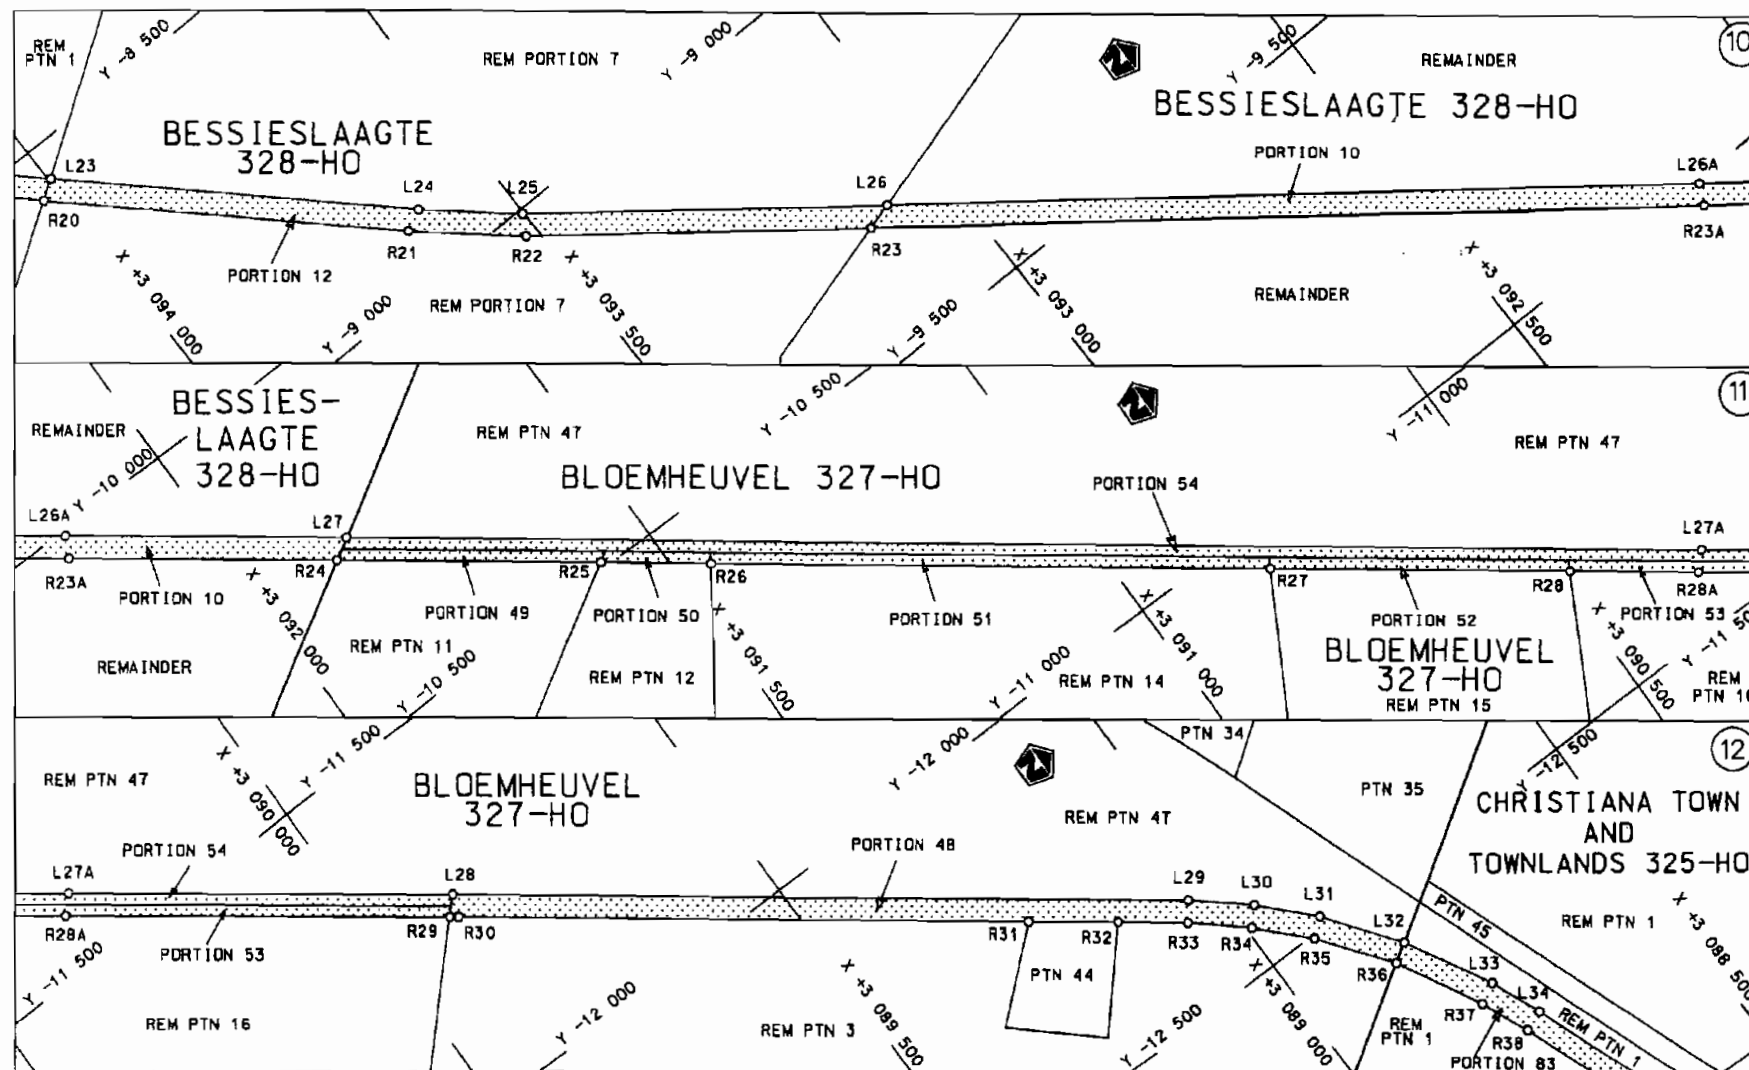 REM
PTN 1
Y -8 500
REM PORTION 7
Y -9 000
Y -9 500
REMAINDER
10
BESSIESLAAGTE
328-HO
BESSIESLAAGTE 328-HO
PORTION 10
L23
L24
L25
L26
L26A
R20
R21
R22
R23
R23A
PORTION 12
X +3 094 000
REM PORTION 7
Y -9 000
X +3 093 500
Y -9 500
X +3 093 000
REMAINDER
X +3 092 500
11
BESSIES-
LAAGTE
328-HO
REMAINDER
Y -10 000
REM PTN 47
Y -10 500
Y -11 000
REM PTN 47
BLOEMHEUVEL 327-HO
PORTION 54
L26A
L27
L27A
R23A
R24
R25
R26
R27
R28
R28A
PORTION 10
X +3 092 000
PORTION 49
PORTION 50
PORTION 51
PORTION 52
PORTION 53
REM PTN 11
REMAINDER
Y -10 500
REM PTN 12
X +3 091 500
Y -11 000
REM PTN 14
X +3 091 000
BLOEMHEUVEL
327-HO
REM PTN 15
X +3 090 500
Y -11 50
REM
PTN 16
12
REM PTN 47
X +3 090 000
Y -11 500
BLOEMHEUVEL
327-HO
Y -12 000
PTN 34
REM PTN 47
PTN 35
Y -12 500
CHRISTIANA TOWN
AND
TOWNLANDS 325-HO
PORTION 54
PORTION 48
L27A
L28
L29
L30
L31
L32
L33
L34
PTN 45
REM PTN 1
X +3 088 500
R28A
R29
R30
R31
R32
R33
R34
R35
R36
R37
R38
PORTION 53
Y -11 500
REM PTN 16
Y -12 000
REM PTN 3
X +3 089 500
PTN 44
Y -12 500
X +3 089 000
REM
PTN 1
REM PTN 1
PORTION 83